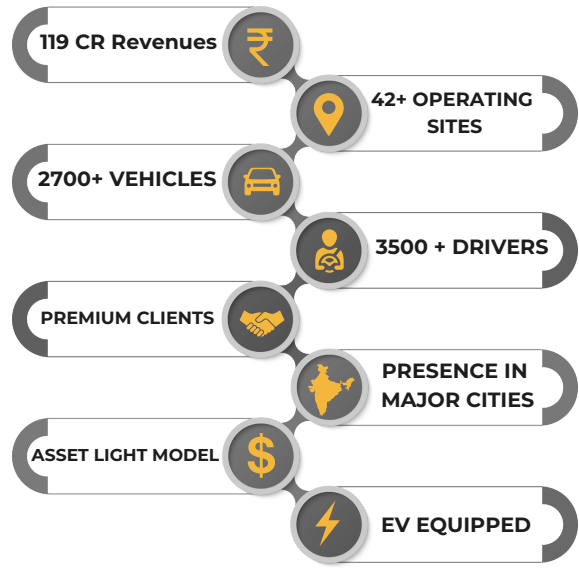 119 CR Revenues
42+ OPERATING
SITES
2700+ VEHICLES
3500 + DRIVERS
PREMIUM CLIENTS
PRESENCE IN
MAJOR CITIES
ASSET LIGHT MODEL
EV EQUIPPED